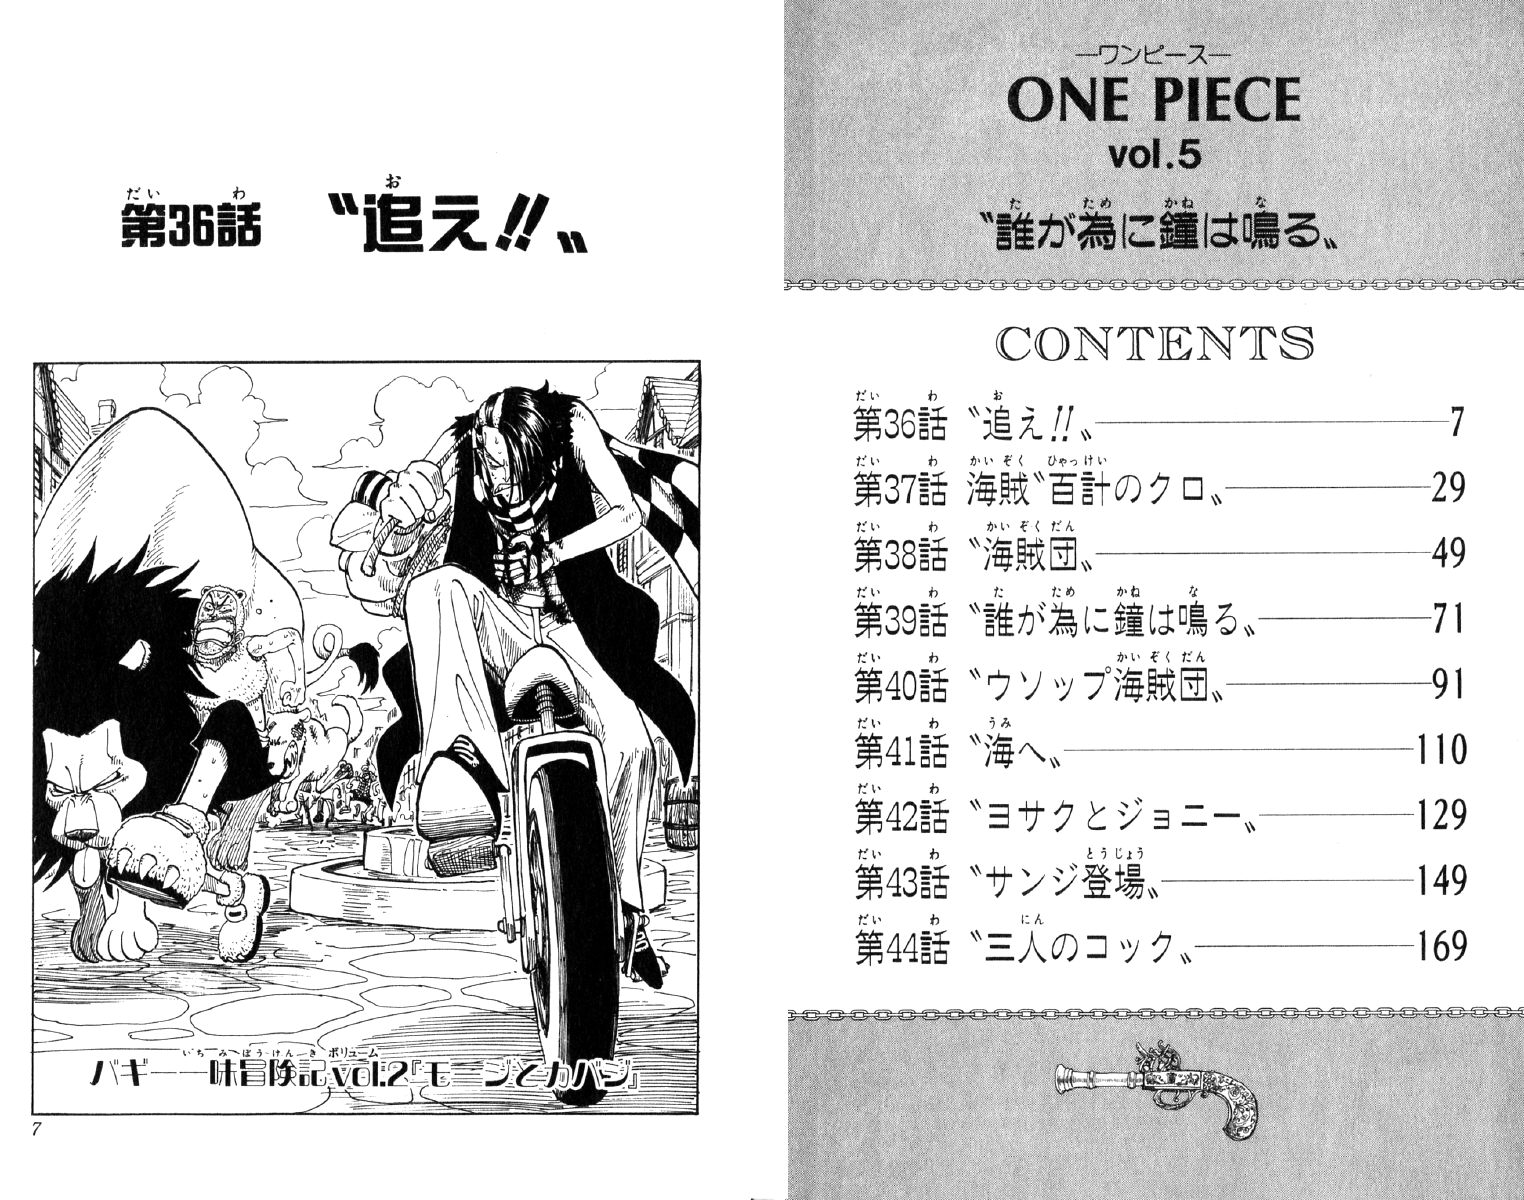 ―ワンピース―
ONE PIECE
vol.5
〝誰が為に鐘は鳴る〟
CONTENTS
第36話 〝追え!!〟 7
第37話 海賊〝百計のクロ〟 29
第38話 〝海賊団〟 49
第39話 〝誰が為に鐘は鳴る〟 71
第40話 〝ウソップ海賊団〟 91
第41話 〝海へ〟 110
第42話 〝ヨサクとジョニー〟 129
第43話 〝サンジ登場〟 149
第44話 〝三人のコック〟 169
第36話 〝追え!!〟
バギー一味冒険記vol.2『モージとカバジ』
7